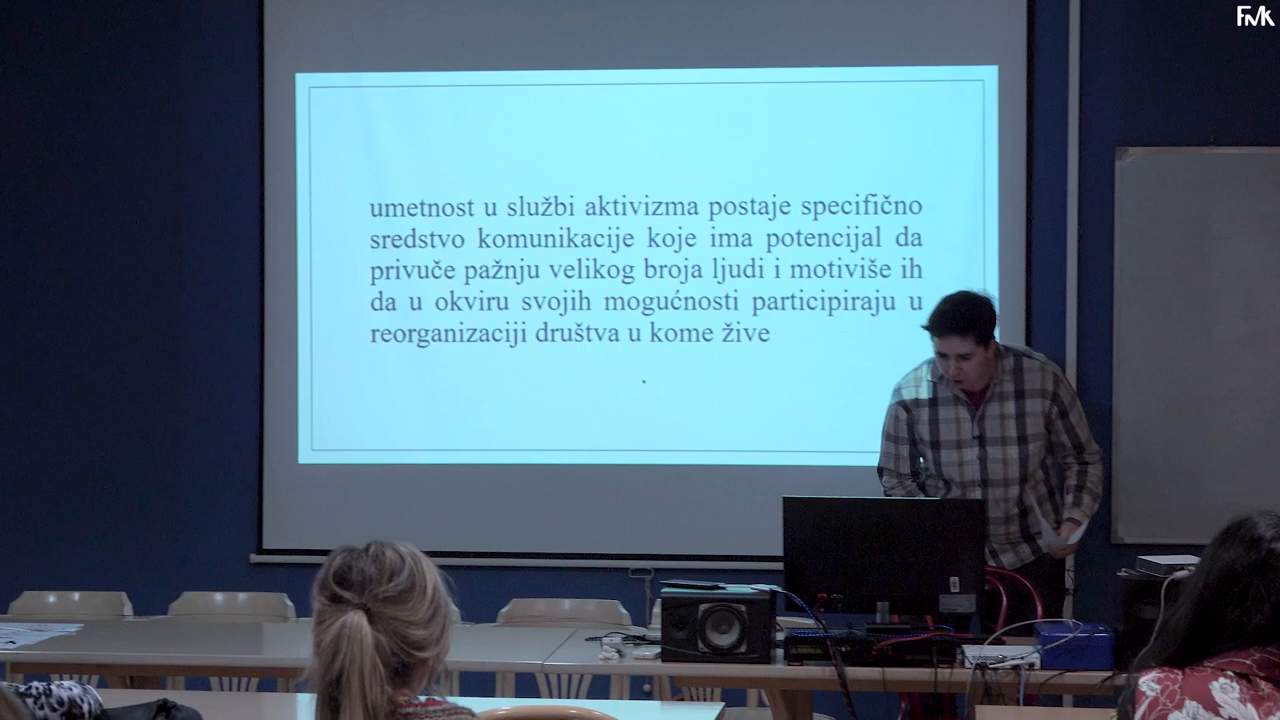 FMK
umetnost u službi aktivizma postaje specifično
sredstvo komunikacije koje ima potencijal da
privuče pažnju velikog broja ljudi i motiviše ih
da u okviru svojih mogućnosti participiraju u
reorganizaciji društva u kome žive
.